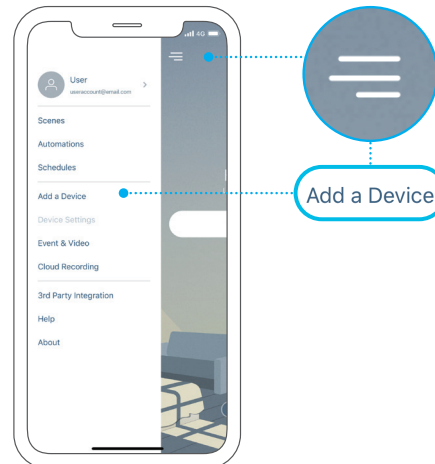 4G
User
useraccount@email.com
Scenes
Automations
Schedules
Add a Device
Device Settings
Event & Video
Cloud Recording
3rd Party Integration
Help
About
Add a Device